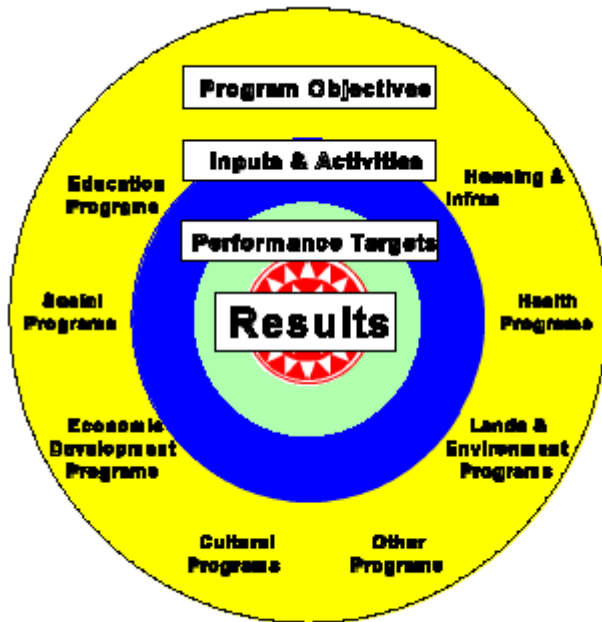 Program Objectives
Inputs & Activities
Education
Programs
Housing &
Infras
Performance Targets
Social
Programs
Results
Health
Programs
Economic
Development
Programs
Lands &
Environment
Programs
Cultural
Programs
Other
Programs